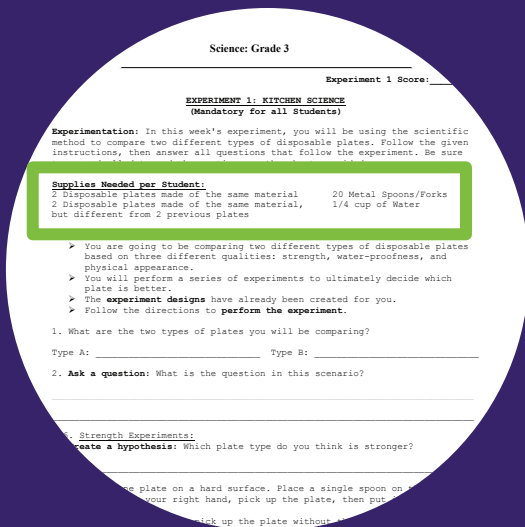 Science: Grade 3
Experiment 1 Score:
EXPERIMENT 1: KITCHEN SCIENCE
(Mandatory for all Students)
Experimentation: In this week's experiment, you will be using the scientific
method to compare two different types of disposable plates. Follow the given
instructions, then answer all questions that follow the experiment. Be sure
Supplies Needed per Student:
2 Disposable plates made of the same material 20 Metal Spoons/Forks
2 Disposable plates made of the same material, 1/4 cup of Water
but different from 2 previous plates
➢ You are going to be comparing two different types of disposable plates
based on three different qualities: strength, water-proofness, and
physical appearance.
➢ You will perform a series of experiments to ultimately decide which
plate is better.
➢ The experiment designs have already been created for you.
➢ Follow the directions to perform the experiment.
1. What are the two types of plates you will be comparing?
Type A: Type B:
2. Ask a question: What is the question in this scenario?
Strength Experiments:
reate a hypothesis: Which plate type do you think is stronger?
plate on a hard surface. Place a single spoon on
your right hand, pick up the plate, then put
pick up the plate without